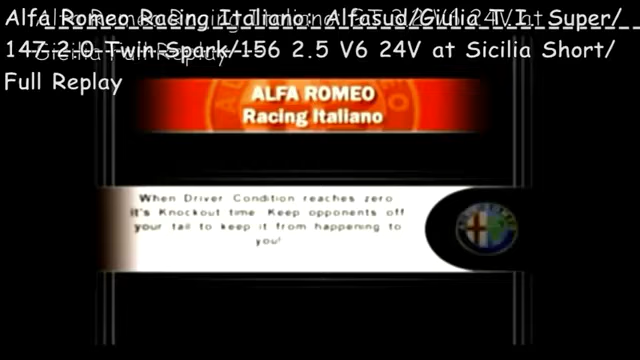 Alfa Romeo Racing Italiano: Alfasud/Giulia T.I. Super/
147 2.0 Twin Spark/156 2.5 V6 24V at Sicilia Short/
Full Replay
ALFA ROMEO
Racing Italiano
When Driver Condition reaches zero
it's Knockout time. Keep opponents off
your tail to keep it from happening to
you!